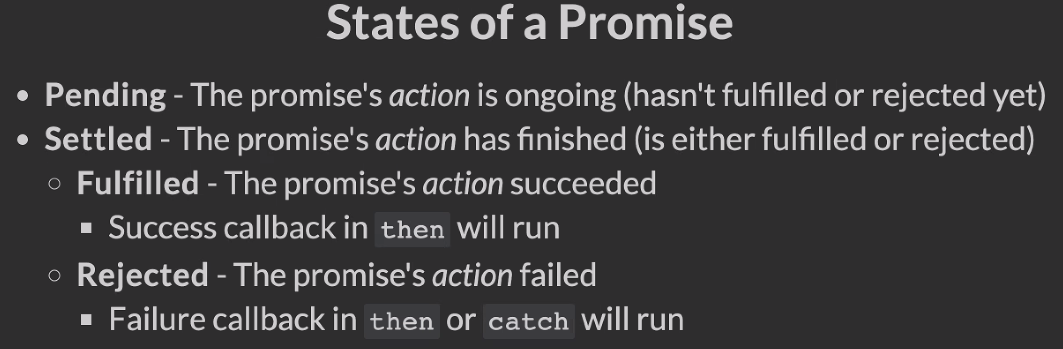 States of a Promise
• Pending - The promise's action is ongoing (hasn't fulfilled or rejected yet)
• Settled - The promise's action has finished (is either fulfilled or rejected)
◦ Fulfilled - The promise's action succeeded
▪ Success callback in then will run
◦ Rejected - The promise's action failed
▪ Failure callback in then or catch will run